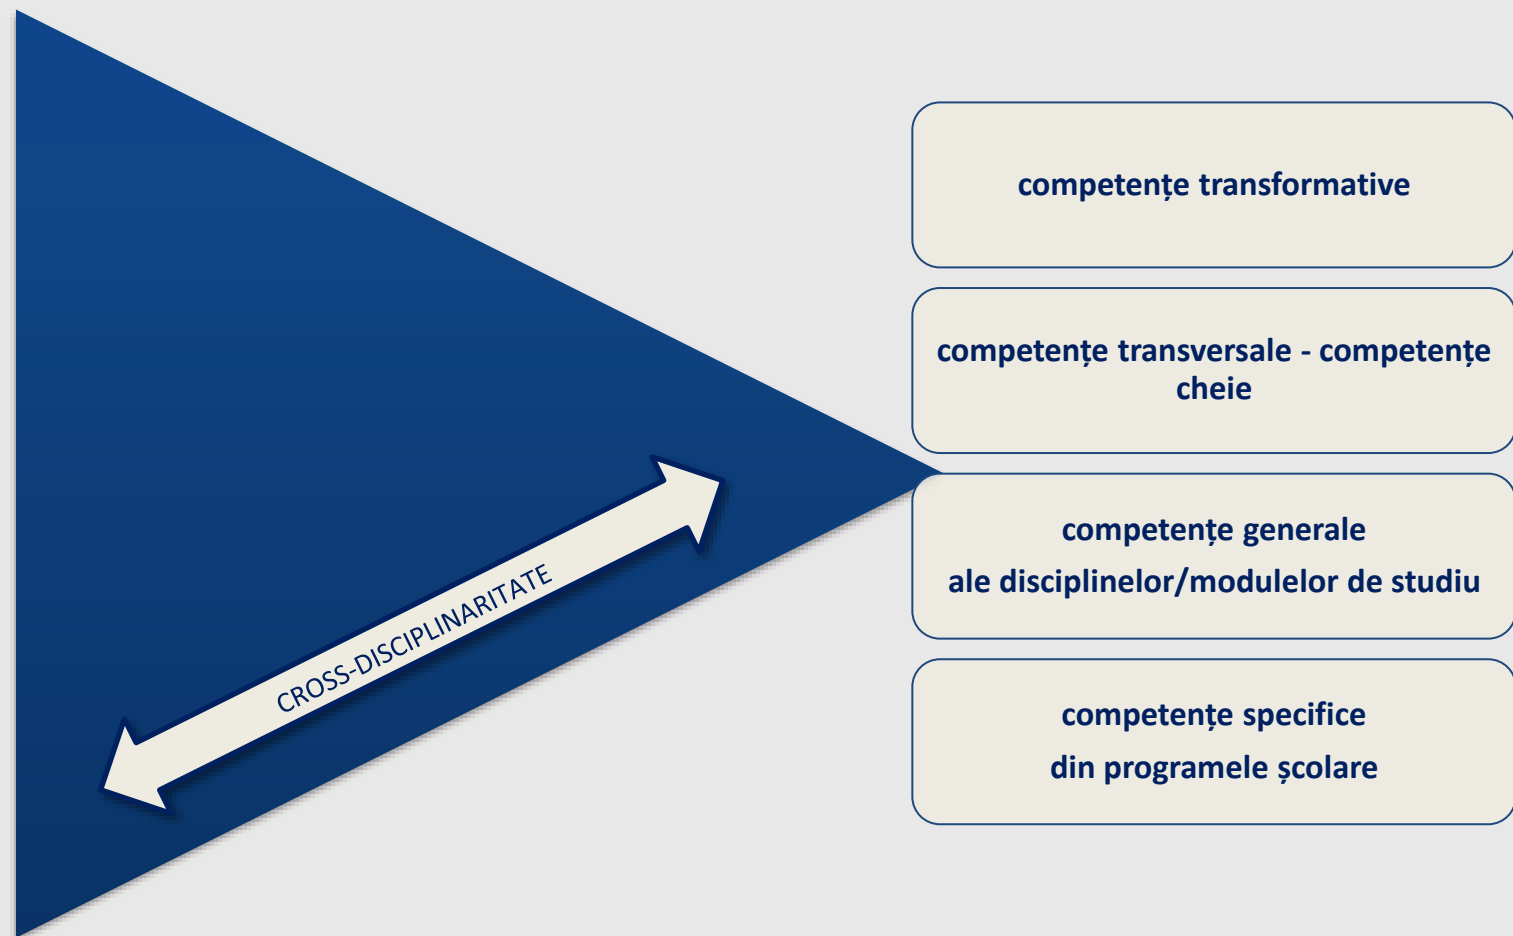 competențe transformative
competențe transversale - competențe
cheie
competențe generale
ale disciplinelor/modulelor de studiu
competențe specifice
din programele școlare
CROSS-DISCIPLINARITATE